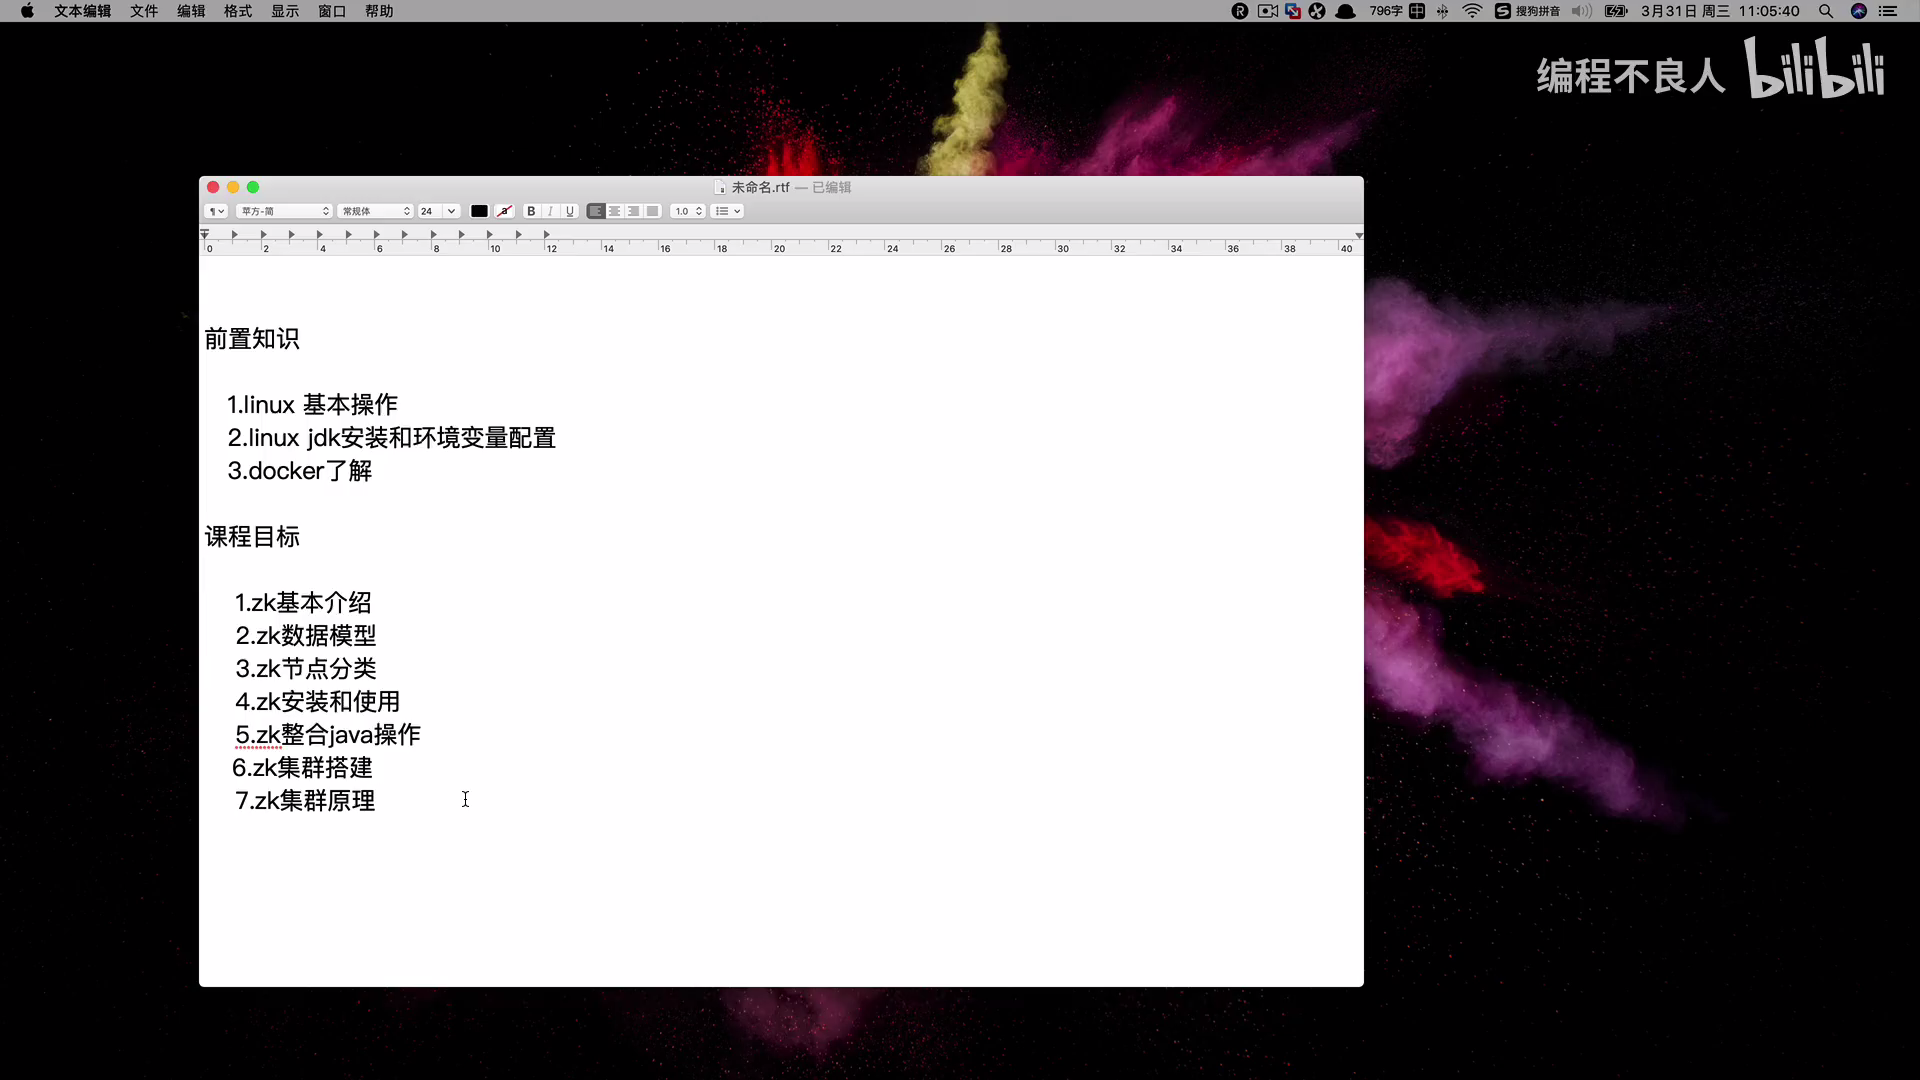 文本编辑 文件 编辑 格式 显示 窗口 帮助 796字 中 搜狗拼音 3月31日 周三 11:05:40
编程不良人 bilibili
未命名.rtf — 已编辑
苹方-简 常规体 24 a B I U 1.0
0 2 4 6 8 10 12 14 16 18 20 22 24 26 28 30 32 34 36 38 40
前置知识
1.linux 基本操作
2.linux jdk安装和环境变量配置
3.docker了解
课程目标
1.zk基本介绍
2.zk数据模型
3.zk节点分类
4.zk安装和使用
5.zk整合java操作
6.zk集群搭建
7.zk集群原理